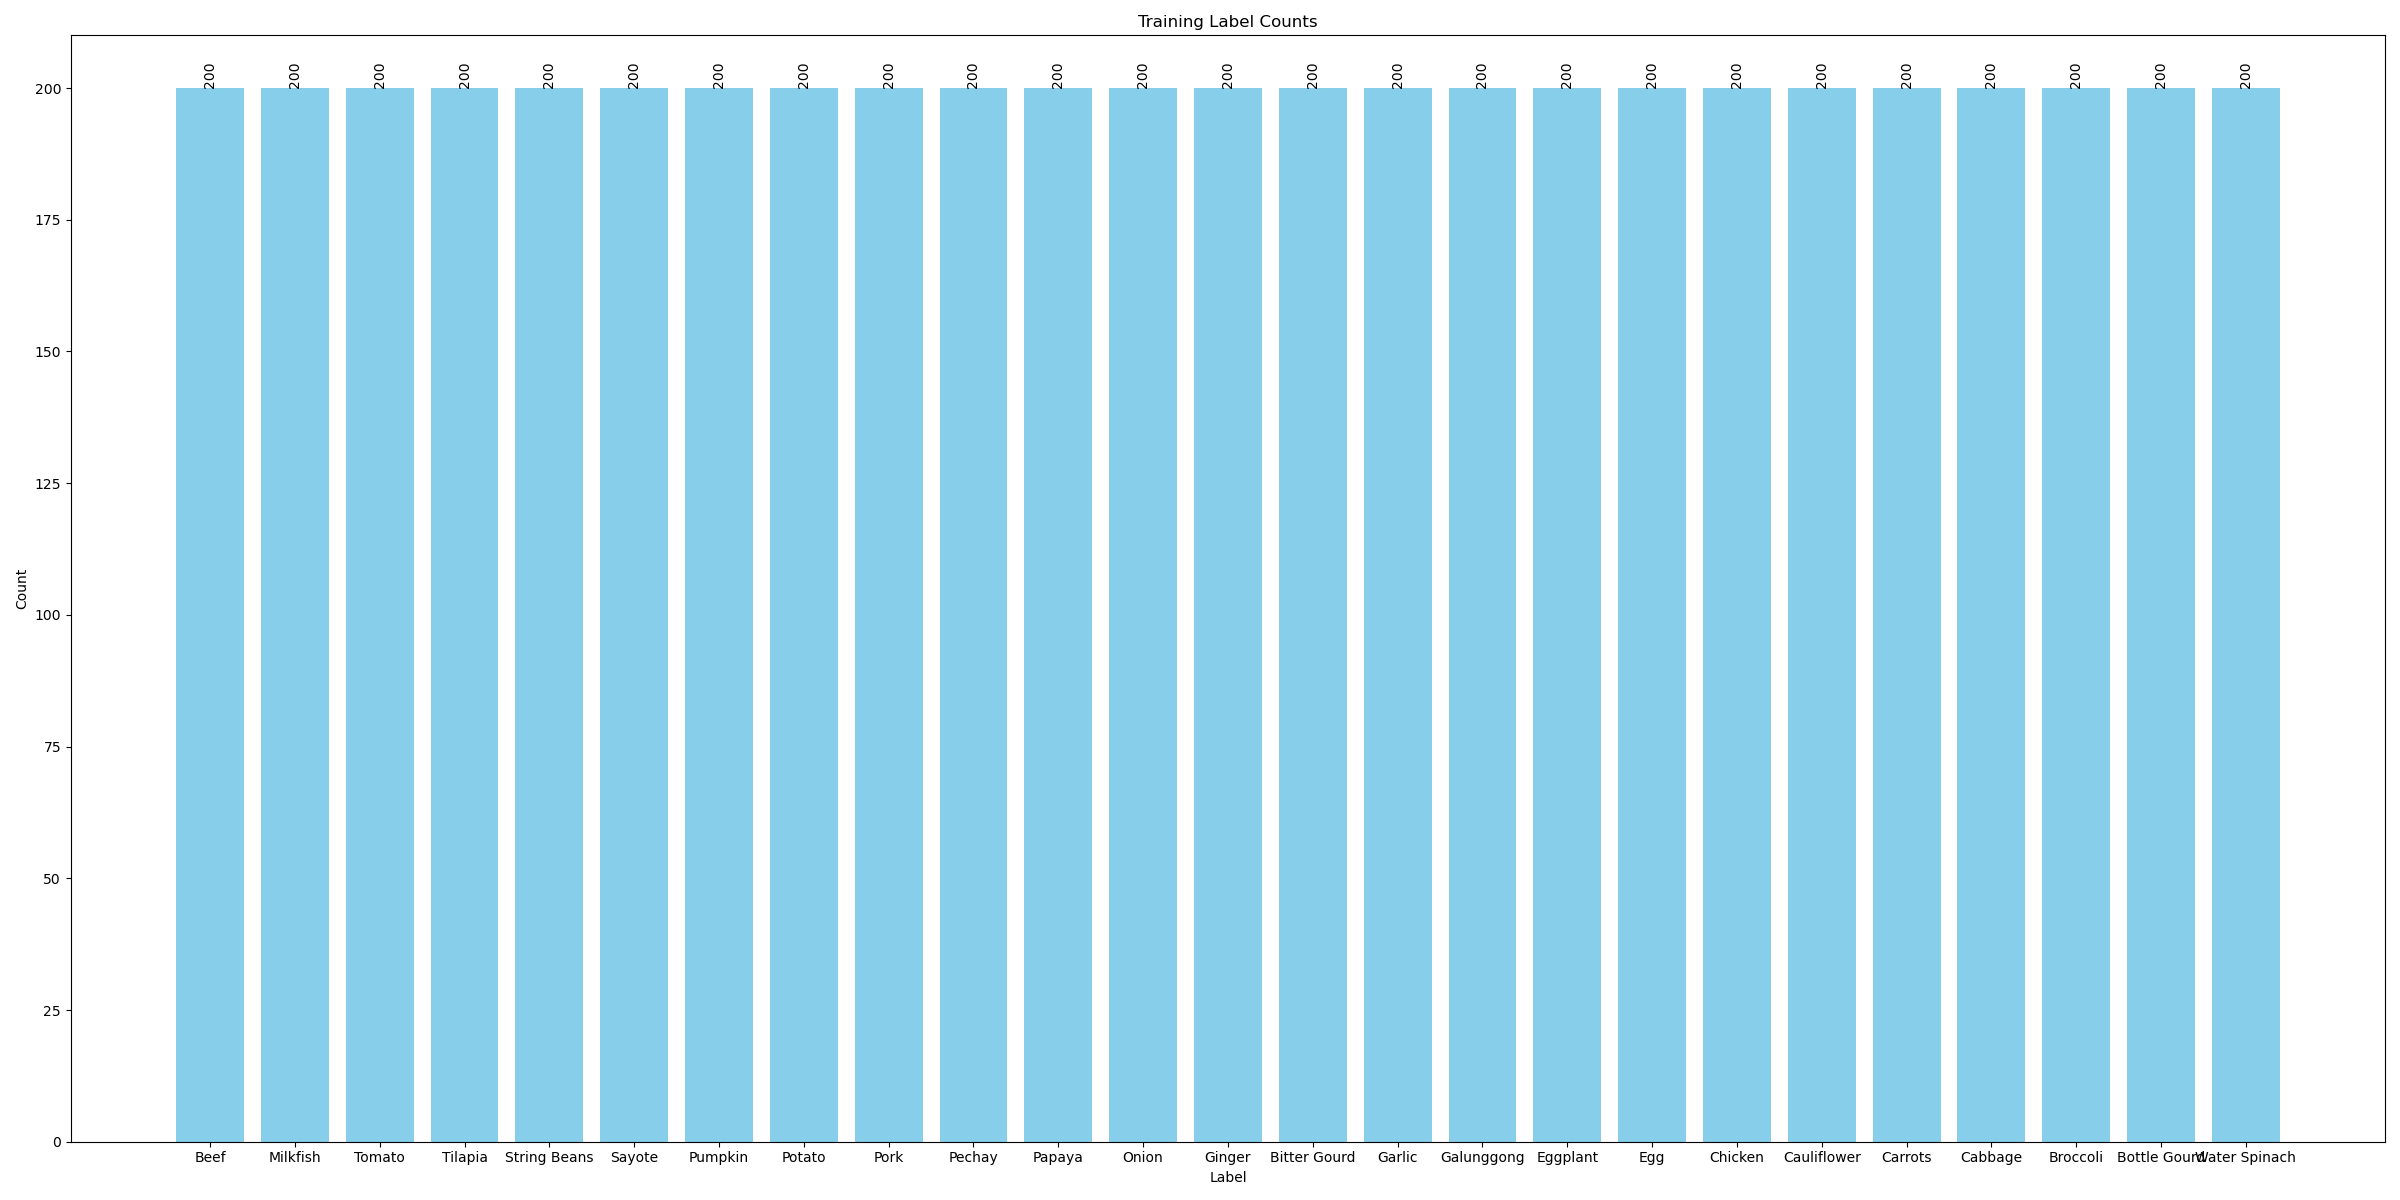 Training Label Counts
200 200 200 200 200 200 200 200 200 200 200 200 200 200 200 200 200 200 200 200 200 200 200 200 200
200
175
150
125
100
75
50
25
0
Count
Beef Milkfish Tomato Tilapia String Beans Sayote Pumpkin Potato Pork Pechay Papaya Onion Ginger Bitter Gourd Garlic Galunggong Eggplant Egg Chicken Cauliflower Carrots Cabbage Broccoli Bottle Gourd Water Spinach
Label